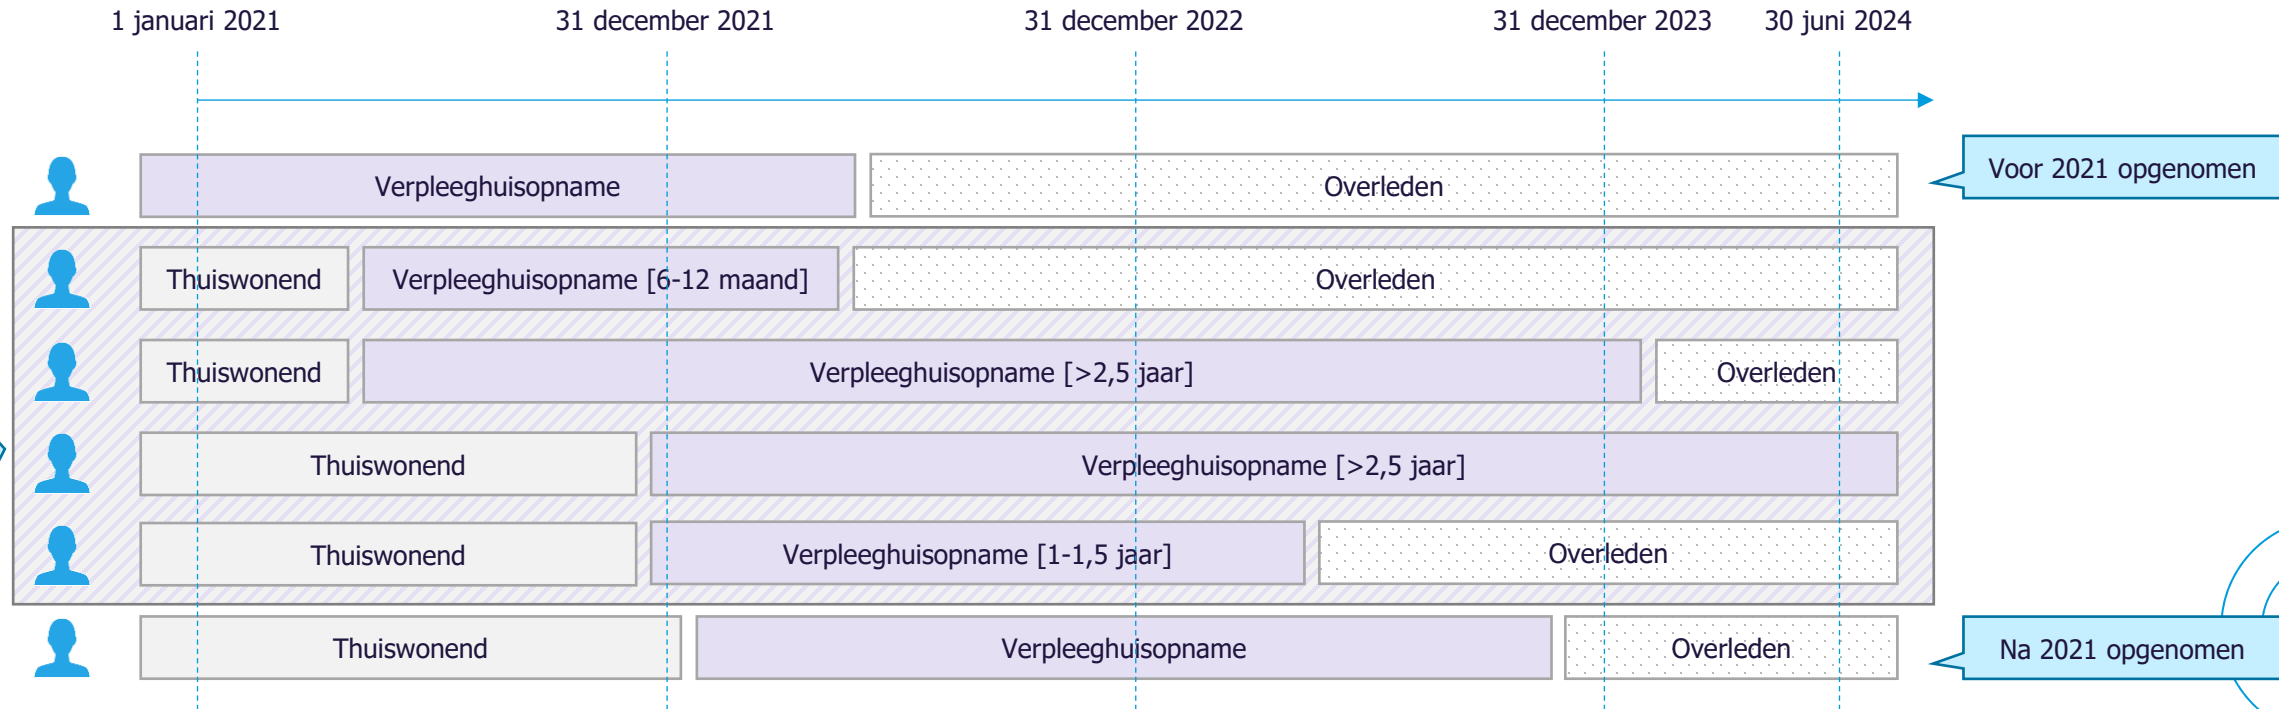 1 januari 2021
31 december 2021
31 december 2022
31 december 2023
30 juni 2024
Verpleeghuisopname
Overleden
Voor 2021 opgenomen
Thuiswonend
Verpleeghuisopname [6-12 maand]
Overleden
Thuiswonend
Verpleeghuisopname [>2,5 jaar]
Overleden
Thuiswonend
Verpleeghuisopname [>2,5 jaar]
Thuiswonend
Verpleeghuisopname [1-1,5 jaar]
Overleden
Thuiswonend
Verpleeghuisopname
Overleden
Na 2021 opgenomen